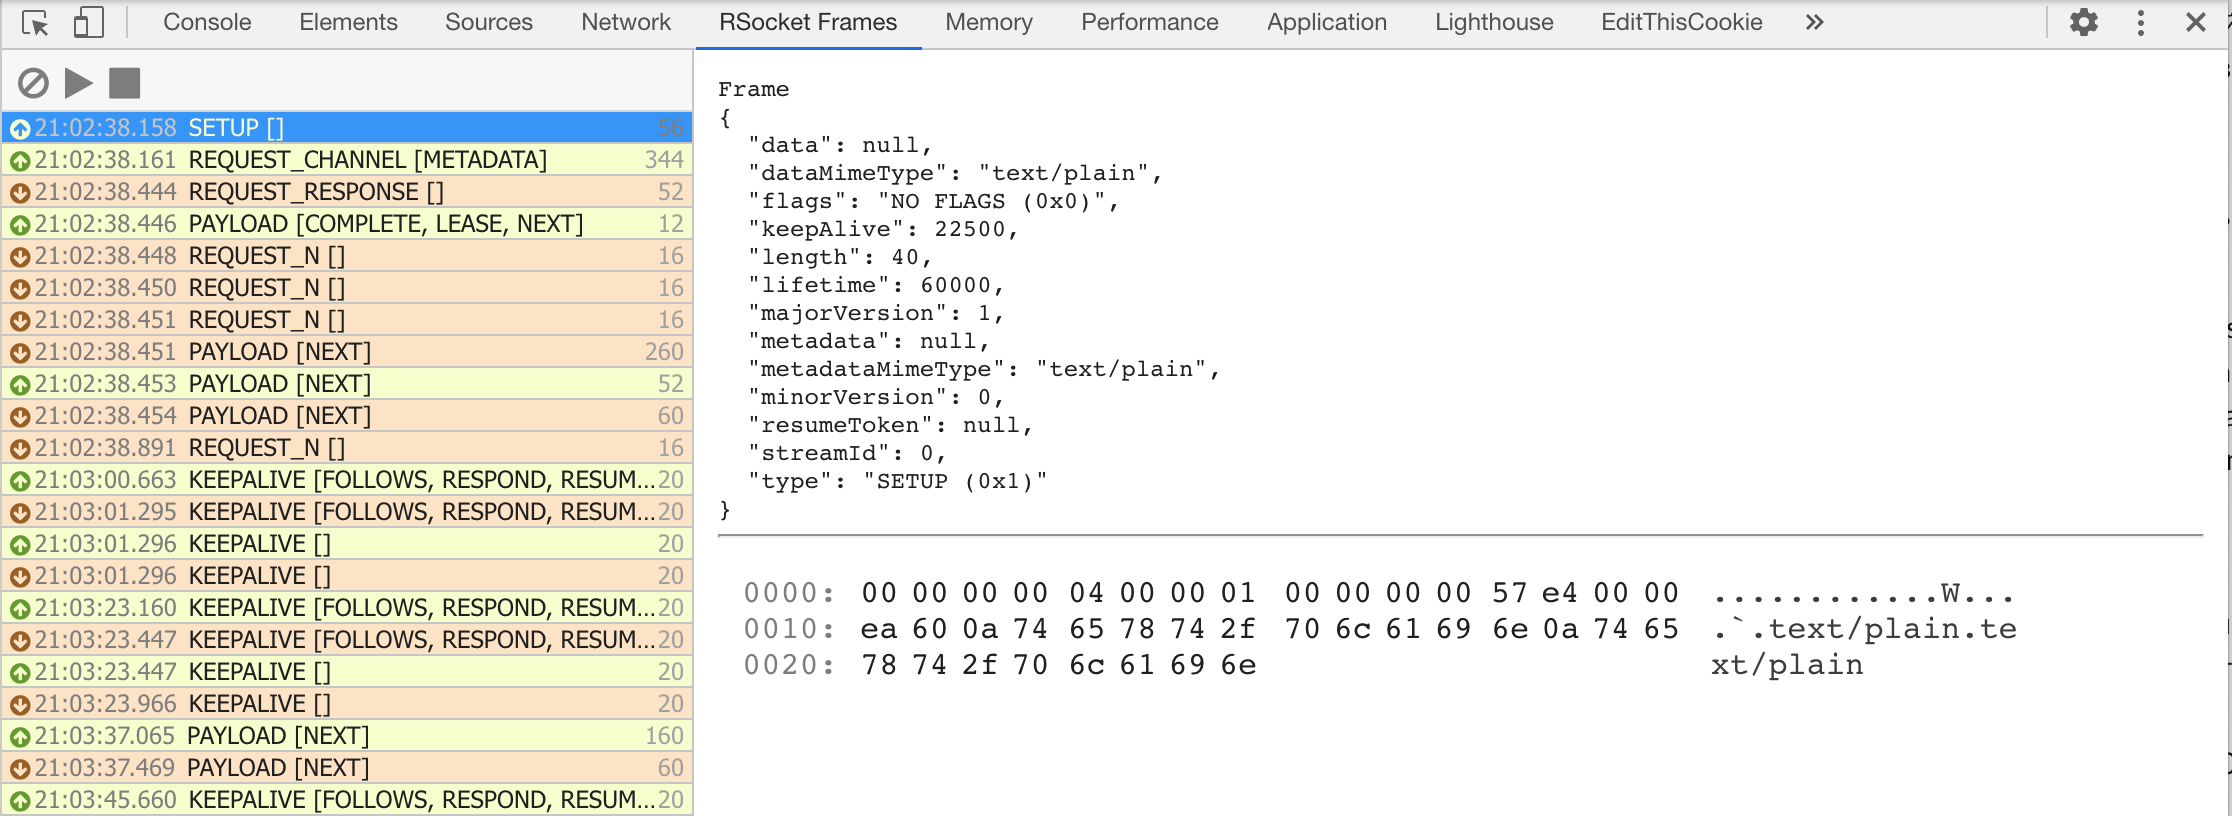 Console Elements Sources Network RSocket Frames Memory Performance Application Lighthouse EditThisCookie »
21:02:38.158 SETUP [] 56
21:02:38.161 REQUEST_CHANNEL [METADATA] 344
21:02:38.444 REQUEST_RESPONSE [] 52
21:02:38.446 PAYLOAD [COMPLETE, LEASE, NEXT] 12
21:02:38.448 REQUEST_N [] 16
21:02:38.450 REQUEST_N [] 16
21:02:38.451 REQUEST_N [] 16
21:02:38.451 PAYLOAD [NEXT] 260
21:02:38.453 PAYLOAD [NEXT] 52
21:02:38.454 PAYLOAD [NEXT] 60
21:02:38.891 REQUEST_N [] 16
21:03:00.663 KEEPALIVE [FOLLOWS, RESPOND, RESUM... 20
21:03:01.295 KEEPALIVE [FOLLOWS, RESPOND, RESUM... 20
21:03:01.296 KEEPALIVE [] 20
21:03:01.296 KEEPALIVE [] 20
21:03:23.160 KEEPALIVE [FOLLOWS, RESPOND, RESUM... 20
21:03:23.447 KEEPALIVE [FOLLOWS, RESPOND, RESUM... 20
21:03:23.447 KEEPALIVE [] 20
21:03:23.966 KEEPALIVE [] 20
21:03:37.065 PAYLOAD [NEXT] 160
21:03:37.469 PAYLOAD [NEXT] 60
21:03:45.660 KEEPALIVE [FOLLOWS, RESPOND, RESUM... 20
Frame
{
"data": null,
"dataMimeType": "text/plain",
"flags": "NO FLAGS (0x0)",
"keepAlive": 22500,
"length": 40,
"lifetime": 60000,
"majorVersion": 1,
"metadata": null,
"metadataMimeType": "text/plain",
"minorVersion": 0,
"resumeToken": null,
"streamId": 0,
"type": "SETUP (0x1)"
}
0000: 00 00 00 00 04 00 00 01 00 00 00 00 57 e4 00 00 ............W...
0010: ea 60 0a 74 65 78 74 2f 70 6c 61 69 6e 0a 74 65 .`.text/plain.te
0020: 78 74 2f 70 6c 61 69 6e xt/plain